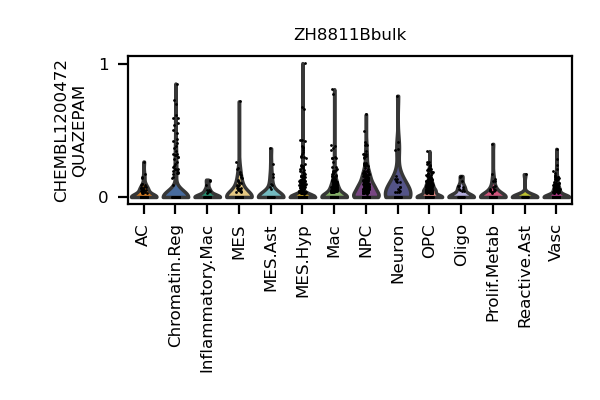 ZH8811Bbulk
CHEMBL1200472
QUAZEPAM
1
0
AC
Chromatin.Reg
Inflammatory.Mac
MES
MES.Ast
MES.Hyp
Mac
NPC
Neuron
OPC
Oligo
Prolif.Metab
Reactive.Ast
Vasc